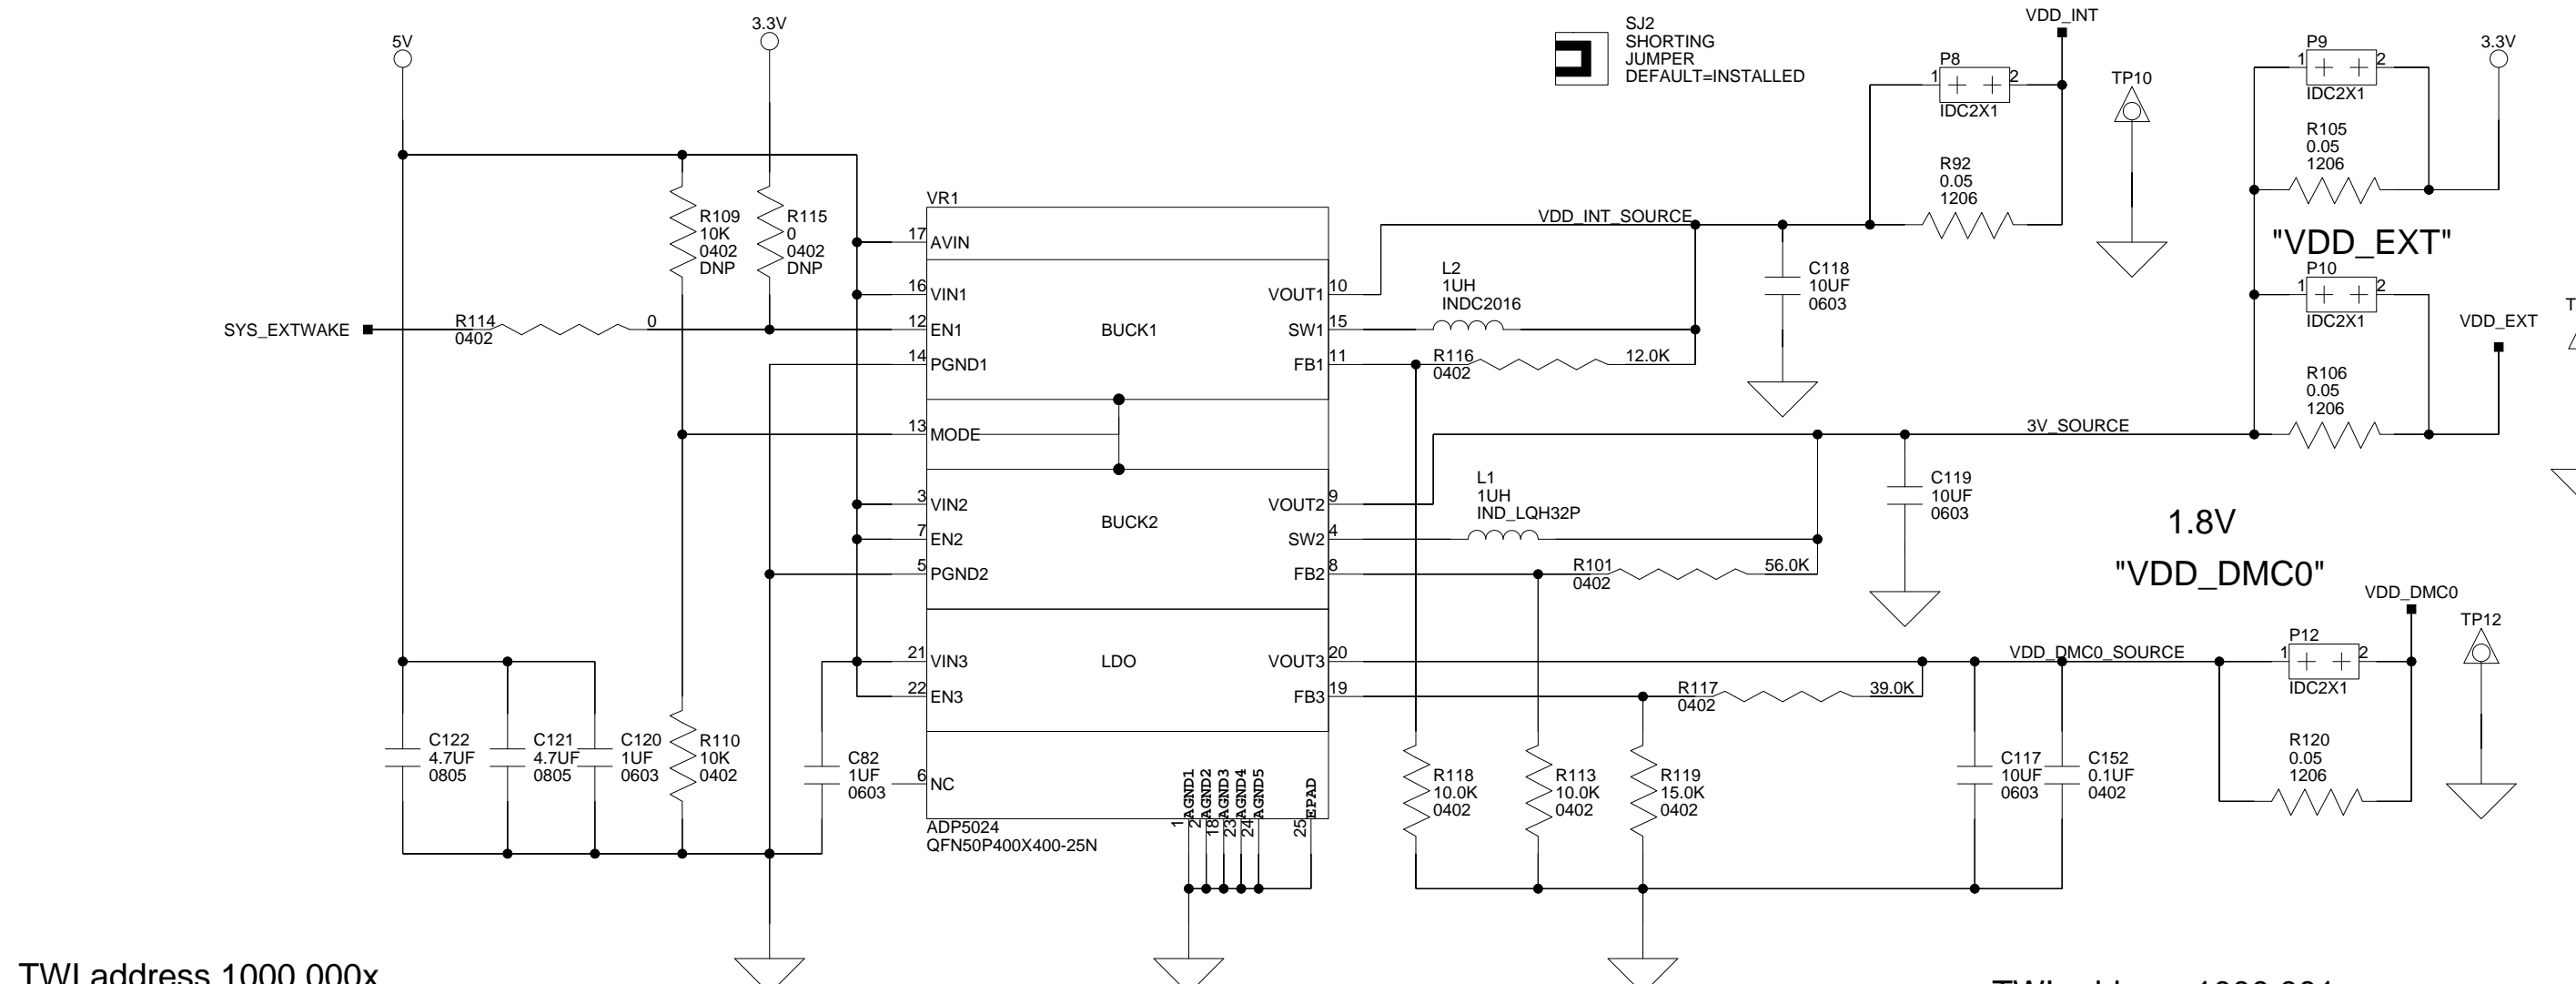 5V
3.3V
SJ2
SHORTING
JUMPER
DEFAULT=INSTALLED
VDD_INT
P8
1 2
IDC2X1
TP10
P9
1 2
IDC2X1
3.3V
R105
0.05
1206
R92
0.05
1206
R109
10K
0402
DNP
R115
0
0402
DNP
VR1
17 AVIN
16 VIN1
12 EN1
14 PGND1
13 MODE
3 VIN2
7 EN2
5 PGND2
21 VIN3
22 EN3
6 NC
BUCK1
BUCK2
LDO
VOUT1 10
SW1 15
FB1 11
VOUT2 9
SW2 4
FB2 8
VOUT3 20
FB3 19
1 AGND1
2 AGND2
18 AGND3
23 AGND4
24 AGND5
25 EPAD
ADP5024
QFN50P400X400-25N
VDD_INT_SOURCE
L2
1UH
INDC2016
C118
10UF
0603
"VDD_EXT"
P10
1 2
IDC2X1
VDD_EXT
R106
0.05
1206
SYS_EXTWAKE
R114 0
0402
R116 12.0K
0402
3V_SOURCE
L1
1UH
IND_LQH32P
C119
10UF
0603
1.8V
"VDD_DMC0"
R101 56.0K
0402
VDD_DMC0
TP12
P12
1 2
IDC2X1
VDD_DMC0_SOURCE
R117 39.0K
0402
C122
4.7UF
0805
C121
4.7UF
0805
C120
1UF
0603
R110
10K
0402
C82
1UF
0603
R118
10.0K
0402
R113
10.0K
0402
R119
15.0K
0402
C117
10UF
0603
C152
0.1UF
0402
R120
0.05
1206
TWI address 1000 000x